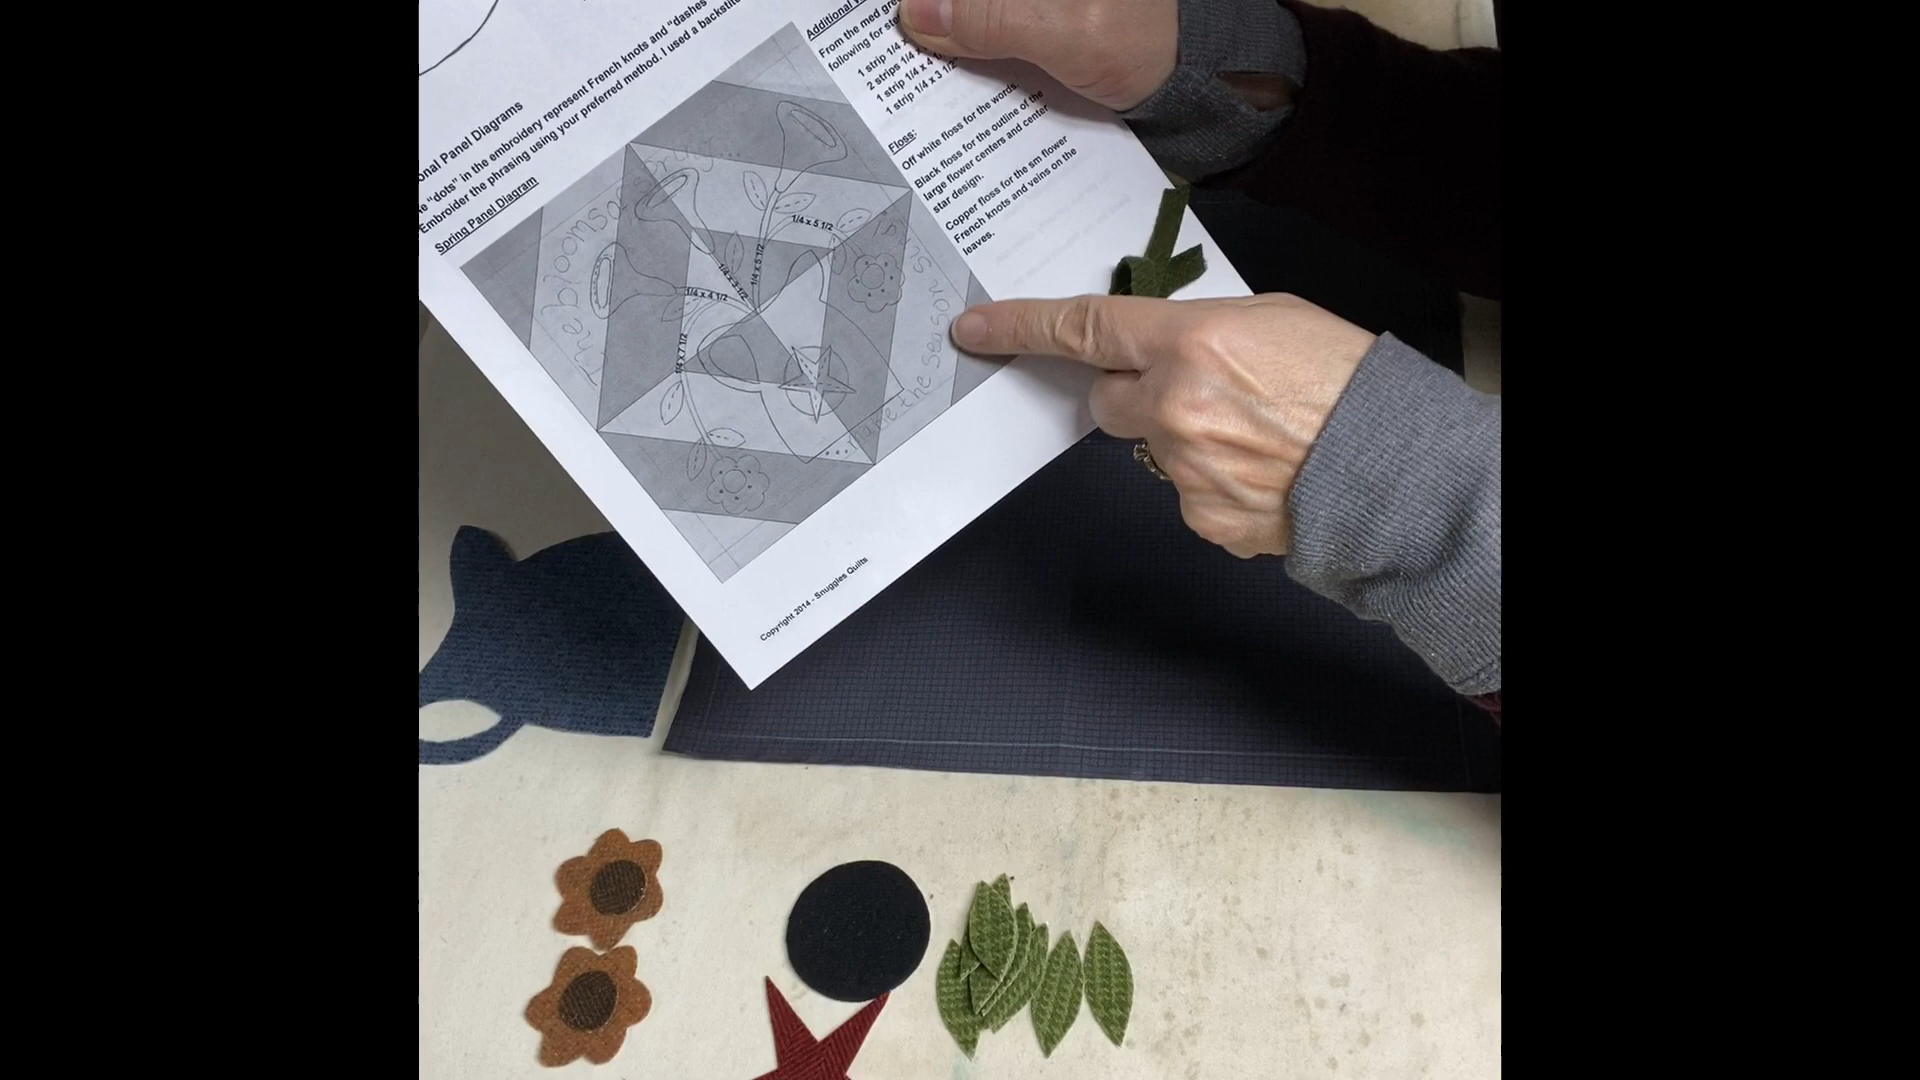 onal Panel Diagrams
"dots" in the embroidery represent French knots and "dashes
Embroider the phrasing using your preferred method. I used a backstitc
Spring Panel Diagram
Additional
From the med gre
following for
1 strip 1/4 x
2 strips 1/4 x
1 strip 1/4 x 4
1 strip 1/4 x 3 1/2"
Floss:
Off white floss for the words.
Black floss for the outline of the
large flower centers and center
star design.
Copper floss for the sm flower
French knots and veins on the
leaves.
The blooms of spring....
1/4 x 5 1/2
1/4 x 5 1/2
1/4 x 3 1/2
1/4 x 4 1/2
1/4 x 7 1/2
....make the season
Copyright 2014 - Snuggles Quilts